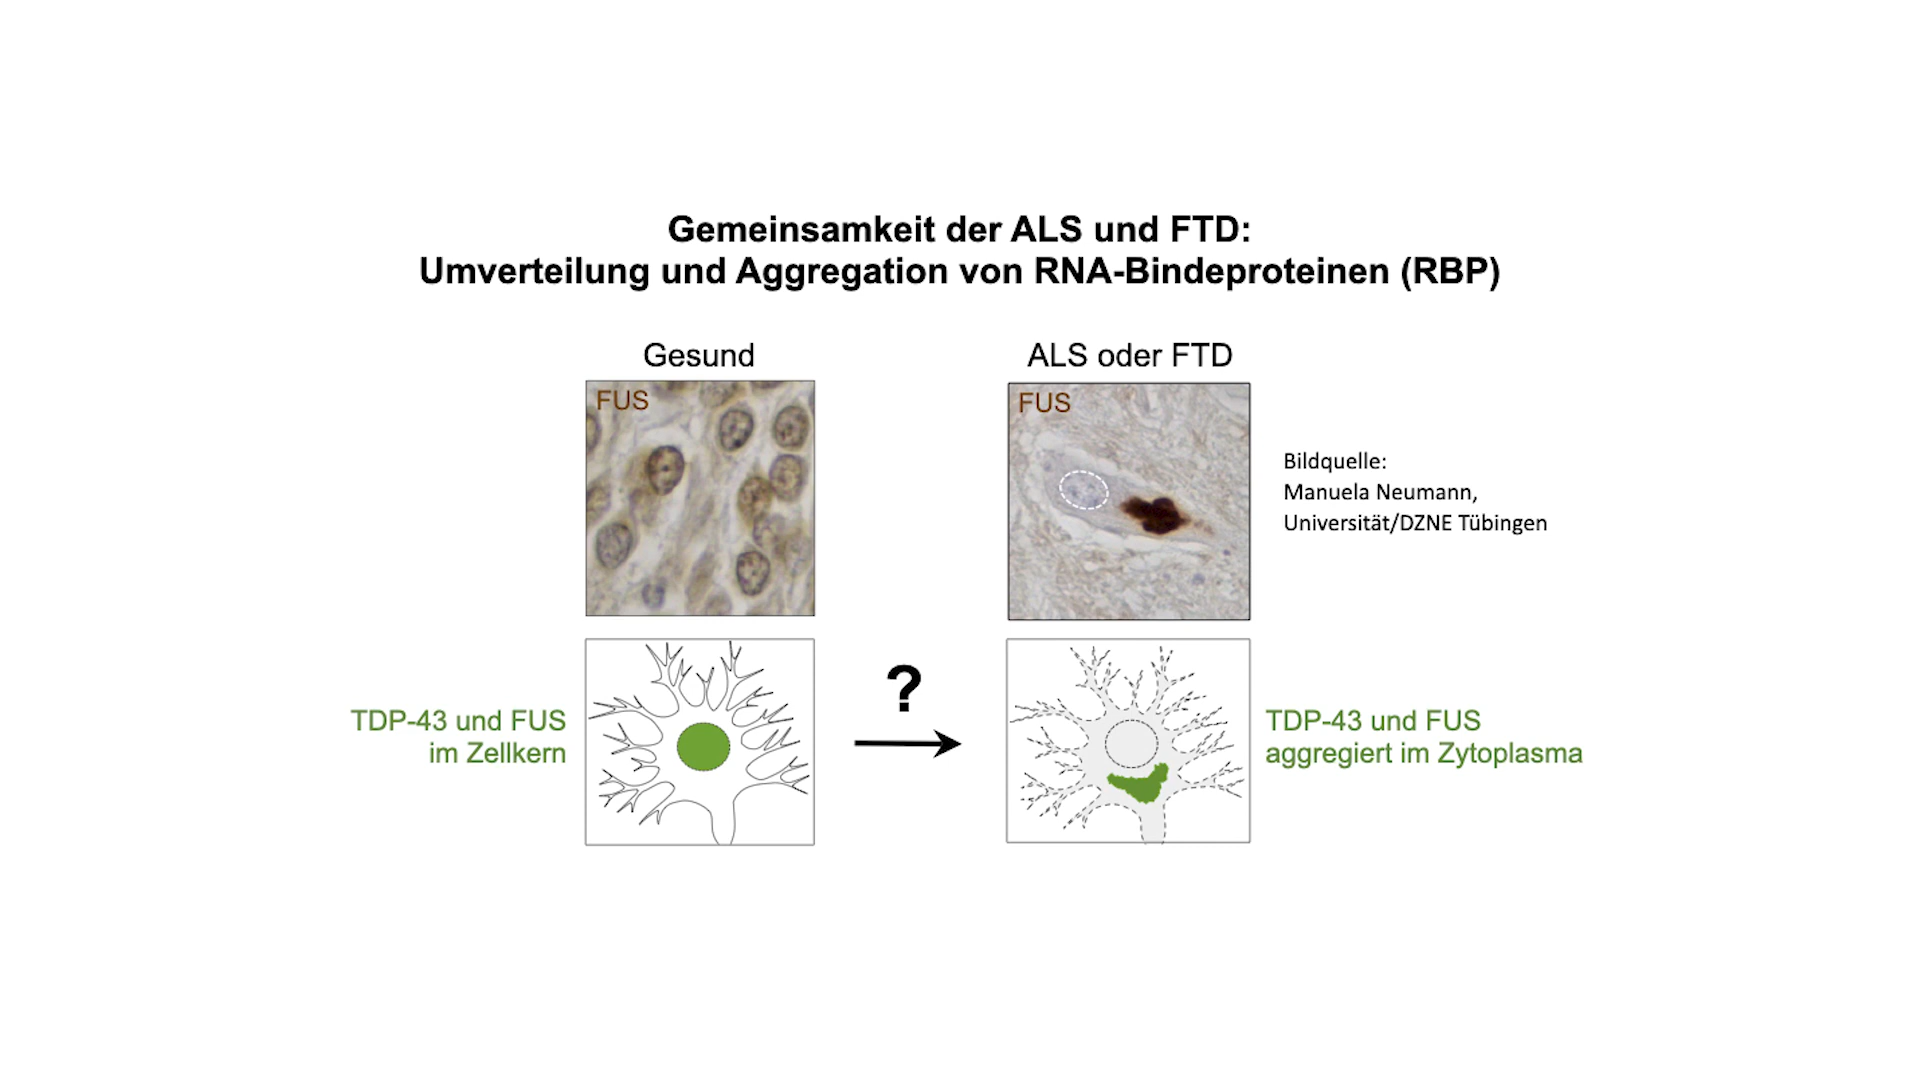 Gemeinsamkeit der ALS und FTD:
Umverteilung und Aggregation von RNA-Bindeproteinen (RBP)
Gesund
ALS oder FTD
FUS
FUS
Bildquelle:
Manuela Neumann,
Universität/DZNE Tübingen
TDP-43 und FUS
im Zellkern
?
TDP-43 und FUS
aggregiert im Zytoplasma